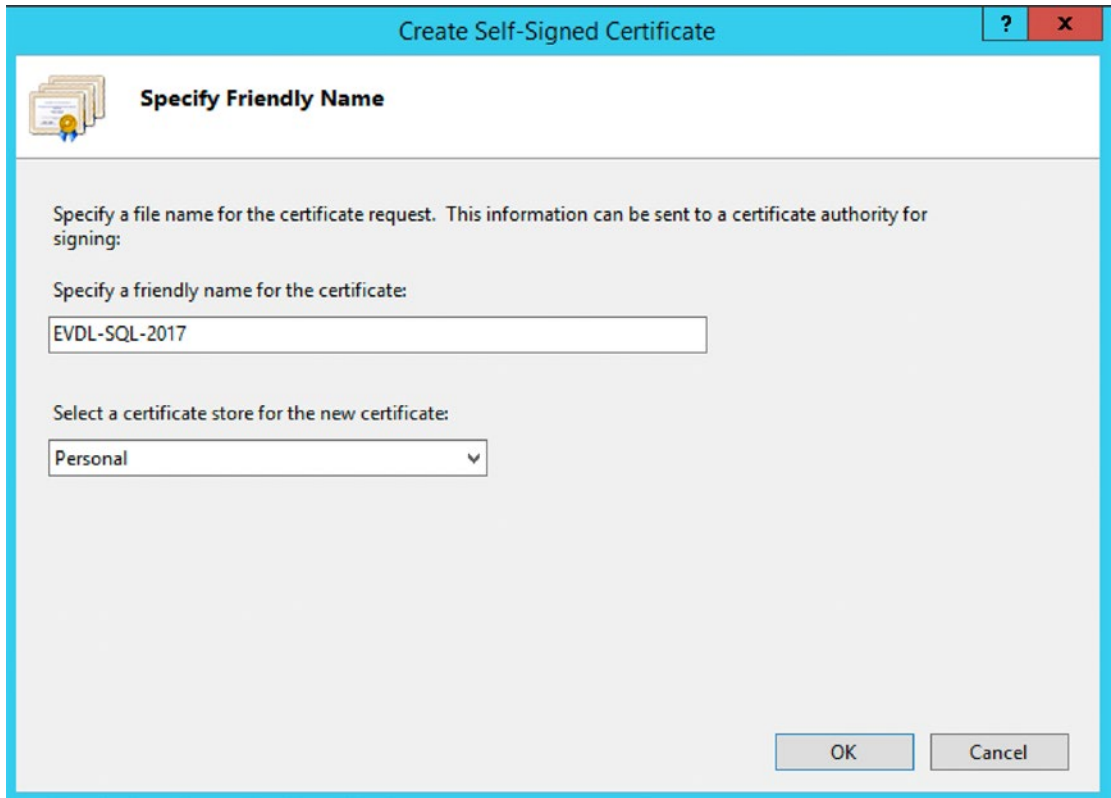 Create Self-Signed Certificate
? x
Specify Friendly Name
Specify a file name for the certificate request. This information can be sent to a certificate authority for
signing:
Specify a friendly name for the certificate:
EVDL-SQL-2017
Select a certificate store for the new certificate:
Personal
OK Cancel